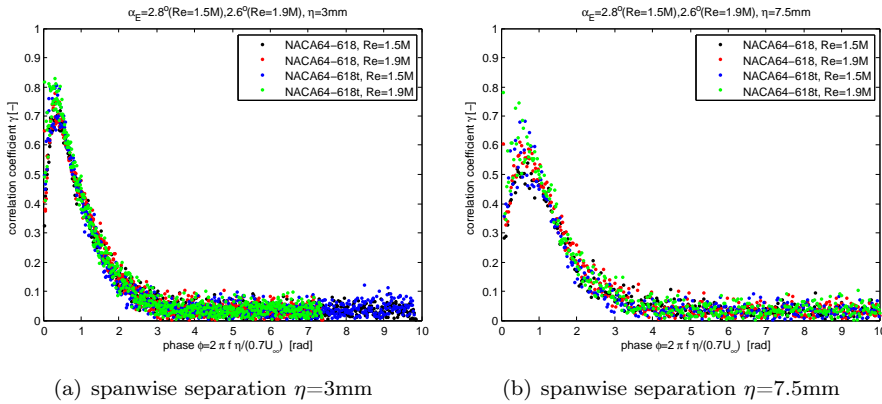 α_E=2.8°(Re=1.5M),2.6°(Re=1.9M), η=3mm
correlation coefficient γ [-]
1
0.9
0.8
0.7
0.6
0.5
0.4
0.3
0.2
0.1
0
NACA64-618, Re=1.5M
NACA64-618, Re=1.9M
NACA64-618t, Re=1.5M
NACA64-618t, Re=1.9M
0 1 2 3 4 5 6 7 8 9 10
phase ϕ=2 π f η/(0.7U_∞) [rad]
(a) spanwise separation η=3mm
α_E=2.8°(Re=1.5M),2.6°(Re=1.9M), η=7.5mm
correlation coefficient γ [-]
1
0.9
0.8
0.7
0.6
0.5
0.4
0.3
0.2
0.1
0
NACA64-618, Re=1.5M
NACA64-618, Re=1.9M
NACA64-618t, Re=1.5M
NACA64-618t, Re=1.9M
0 1 2 3 4 5 6 7 8 9 10
phase ϕ=2 π f η/(0.7U_∞) [rad]
(b) spanwise separation η=7.5mm